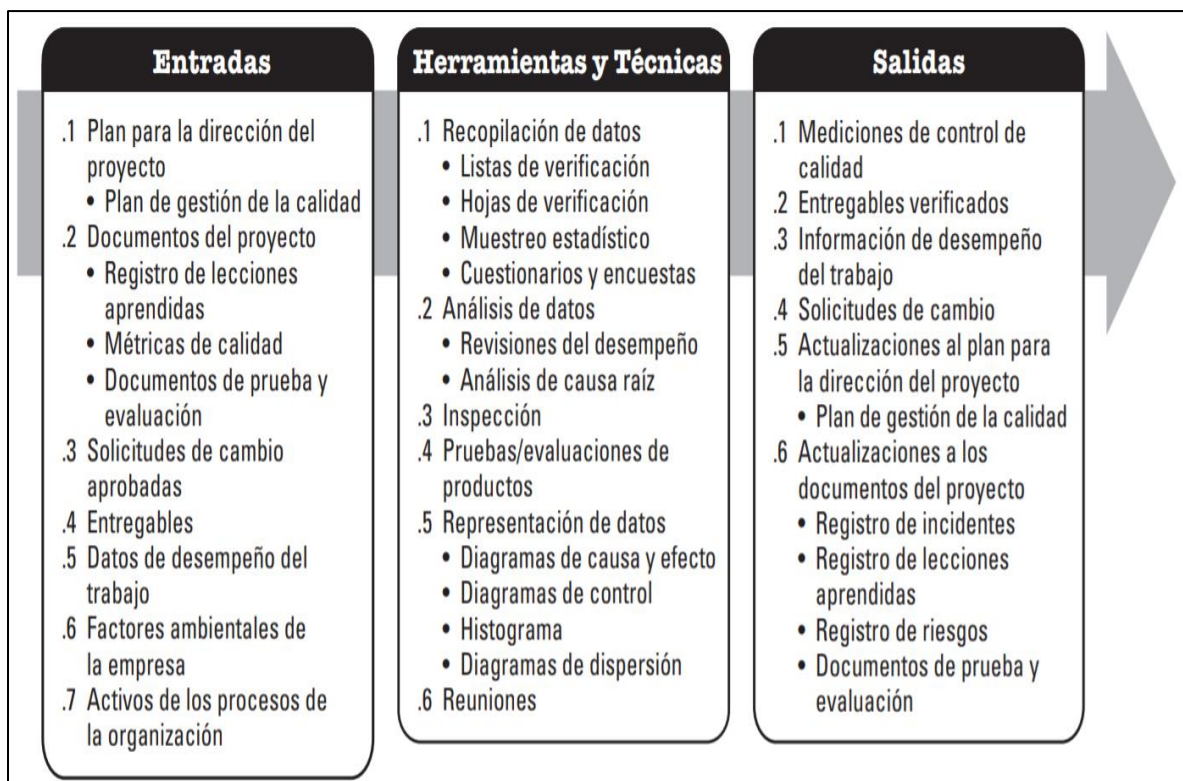 Entradas
.1 Plan para la dirección del
proyecto
• Plan de gestión de la calidad
.2 Documentos del proyecto
• Registro de lecciones
aprendidas
• Métricas de calidad
• Documentos de prueba y
evaluación
.3 Solicitudes de cambio
aprobadas
.4 Entregables
.5 Datos de desempeño del
trabajo
.6 Factores ambientales de
la empresa
.7 Activos de los procesos de
la organización
Herramientas y Técnicas
.1 Recopilación de datos
• Listas de verificación
• Hojas de verificación
• Muestreo estadístico
• Cuestionarios y encuestas
.2 Análisis de datos
• Revisiones del desempeño
• Análisis de causa raíz
.3 Inspección
.4 Pruebas/evaluaciones de
productos
.5 Representación de datos
• Diagramas de causa y efecto
• Diagramas de control
• Histograma
• Diagramas de dispersión
.6 Reuniones
Salidas
.1 Mediciones de control de
calidad
.2 Entregables verificados
.3 Información de desempeño
del trabajo
.4 Solicitudes de cambio
.5 Actualizaciones al plan para
la dirección del proyecto
• Plan de gestión de la calidad
.6 Actualizaciones a los
documentos del proyecto
• Registro de incidentes
• Registro de lecciones
aprendidas
• Registro de riesgos
• Documentos de prueba y
evaluación